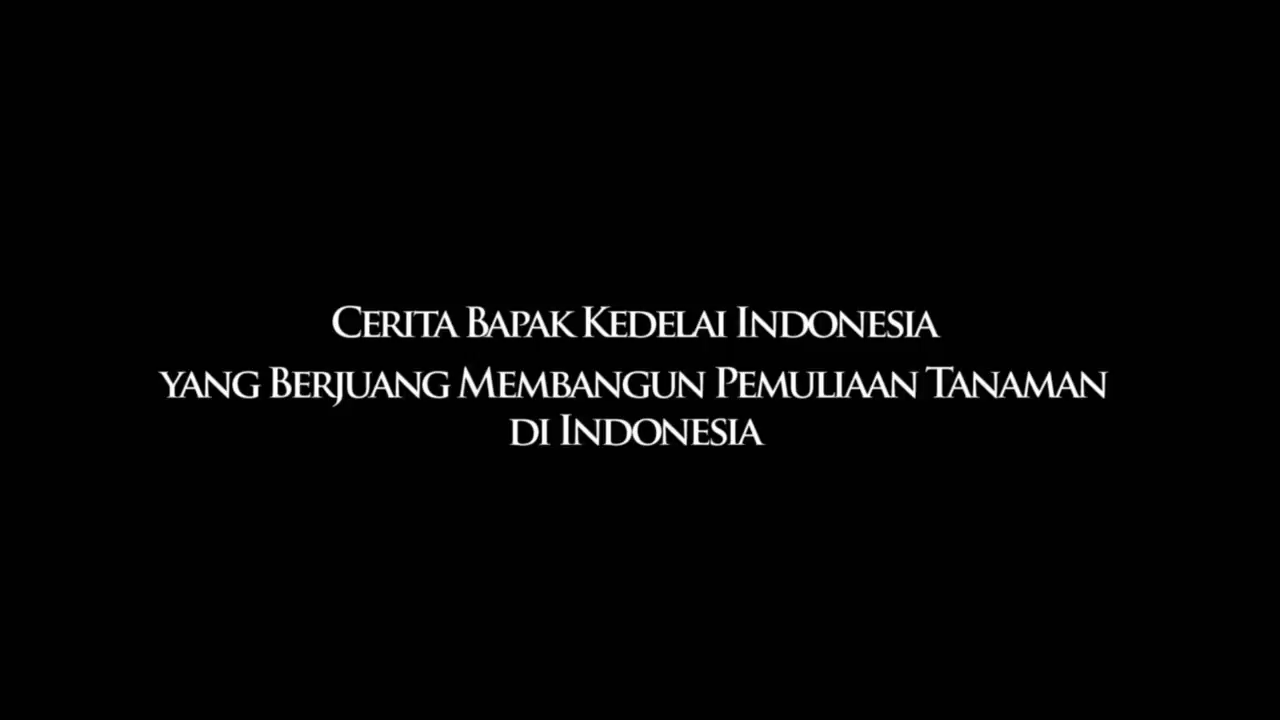 Cerita Bapak Kedelai Indonesia
yang Berjuang Membangun Pemuliaan Tanaman
di Indonesia